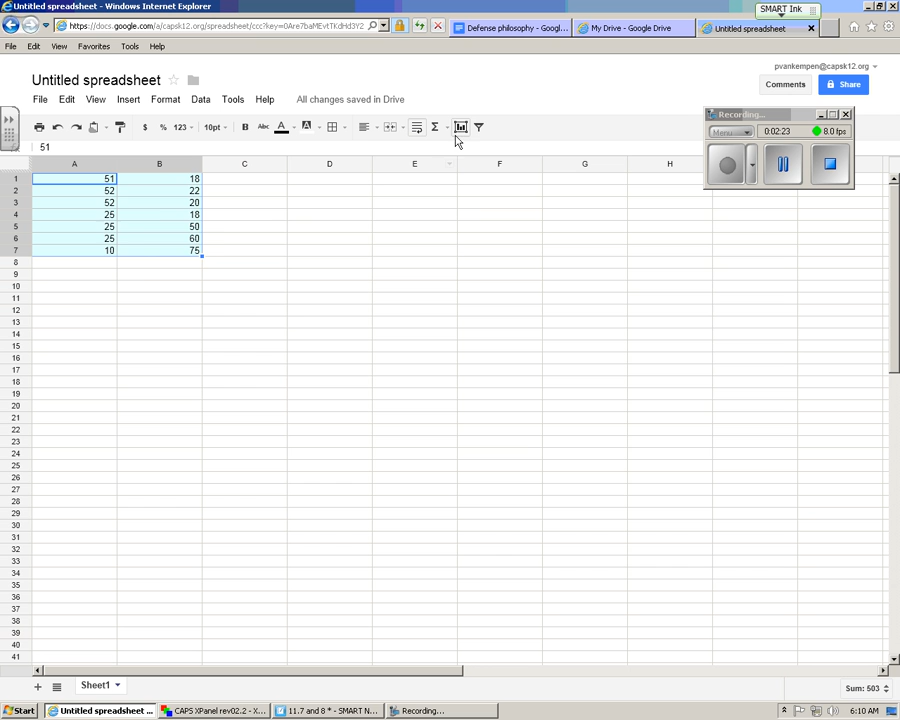 Untitled spreadsheet - Windows Internet Explorer
SMART Ink
https://docs.google.com/a/capsk12.org/spreadsheet/ccc?key=0Are7baMEvtTKdHd3Y2
Defense philosophy - Googl...
My Drive - Google Drive
Untitled spreadsheet
File Edit View Favorites Tools Help
pvankempen@capsk12.org
Untitled spreadsheet
Comments
Share
File Edit View Insert Format Data Tools Help All changes saved in Drive
$ % 123 10pt B Abc A A Σ
Recording...
Menu 0:02:23 8.0 fps
51
A B C D E F G H
1 51 18
2 52 22
3 52 20
4 25 18
5 25 50
6 25 60
7 10 75
8
9
10
11
12
13
14
15
16
17
18
19
20
21
22
23
24
25
26
27
28
29
30
31
32
33
34
35
36
37
38
39
40
41
Sheet1
Sum: 503
Start
Untitled spreadsheet ...
CAPS XPanel rev02.2 - X...
11.7 and 8 * - SMART N...
Recording...
6:10 AM